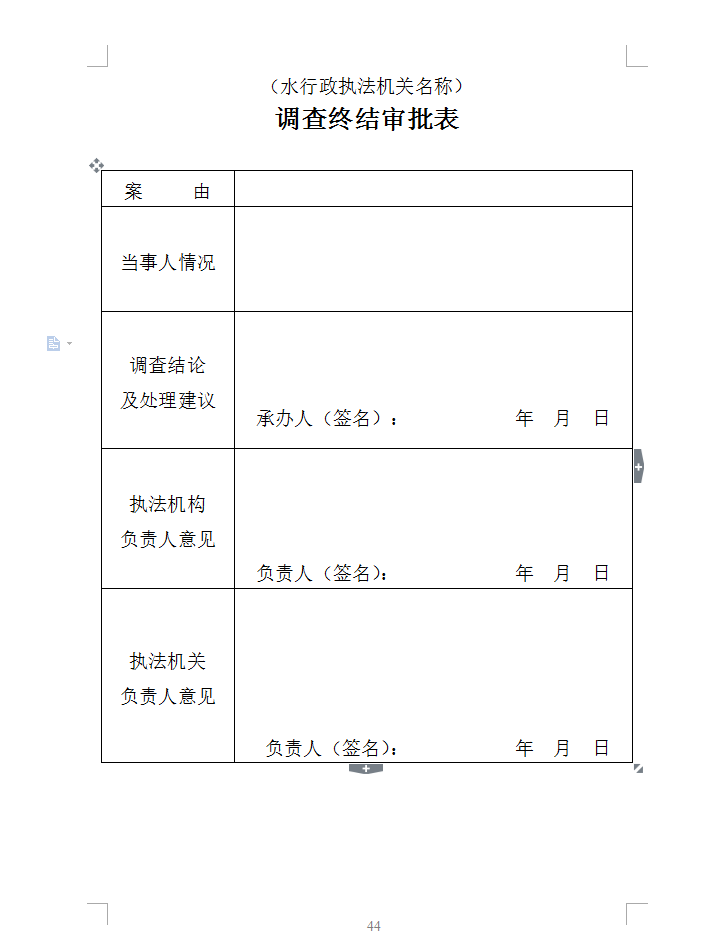 （水行政执法机关名称）
调查终结审批表
案 由
当事人情况
调查结论
及处理建议
承办人（签名）： 年 月 日
执法机构
负责人意见
负责人（签名）： 年 月 日
执法机关
负责人意见
负责人（签名）： 年 月 日
44